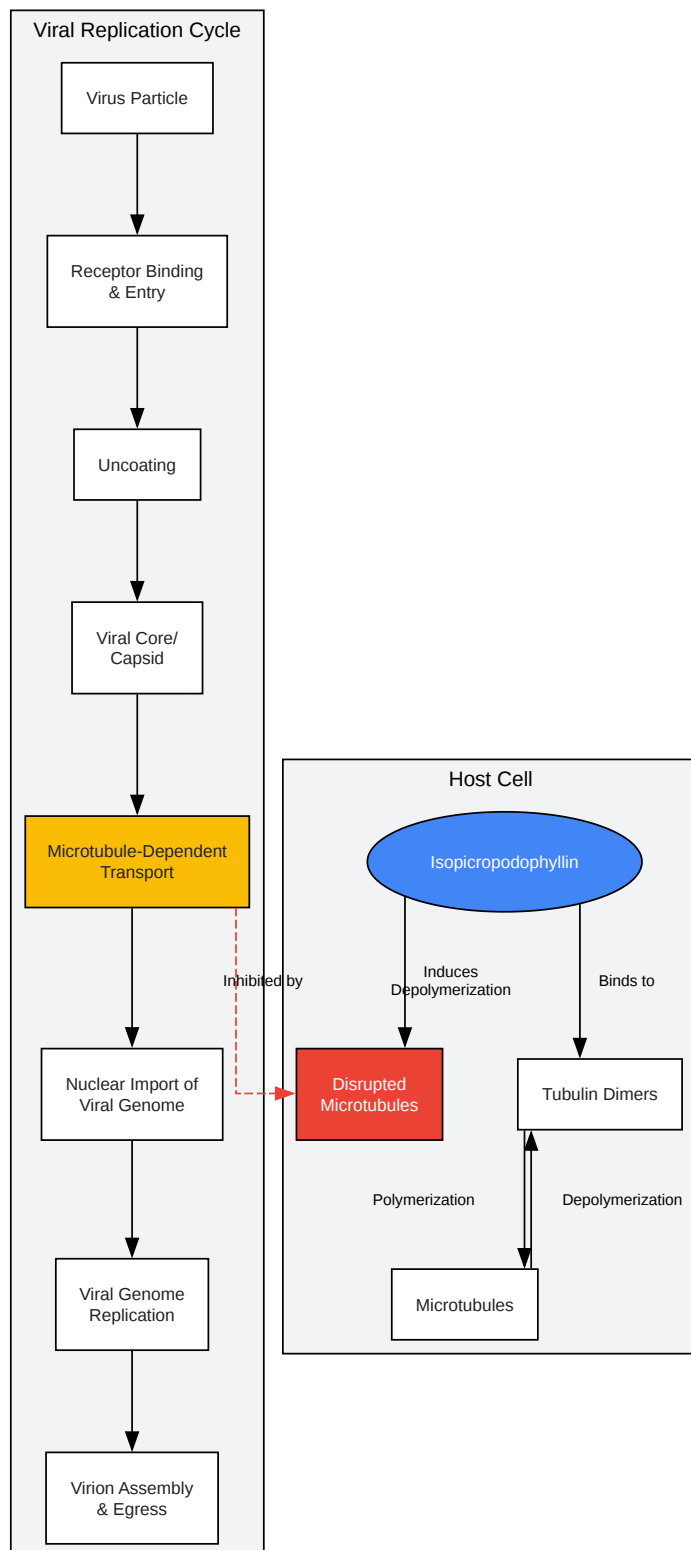 Viral Replication Cycle
Virus Particle
Receptor Binding
& Entry
Uncoating
Viral Core/
Capsid
Microtubule-Dependent
Transport
Inhibited by
Nuclear Import of
Viral Genome
Viral Genome
Replication
Virion Assembly
& Egress
Host Cell
Isopicropodophyllin
Induces
Depolymerization
Binds to
Disrupted
Microtubules
Tubulin Dimers
Polymerization
Depolymerization
Microtubules